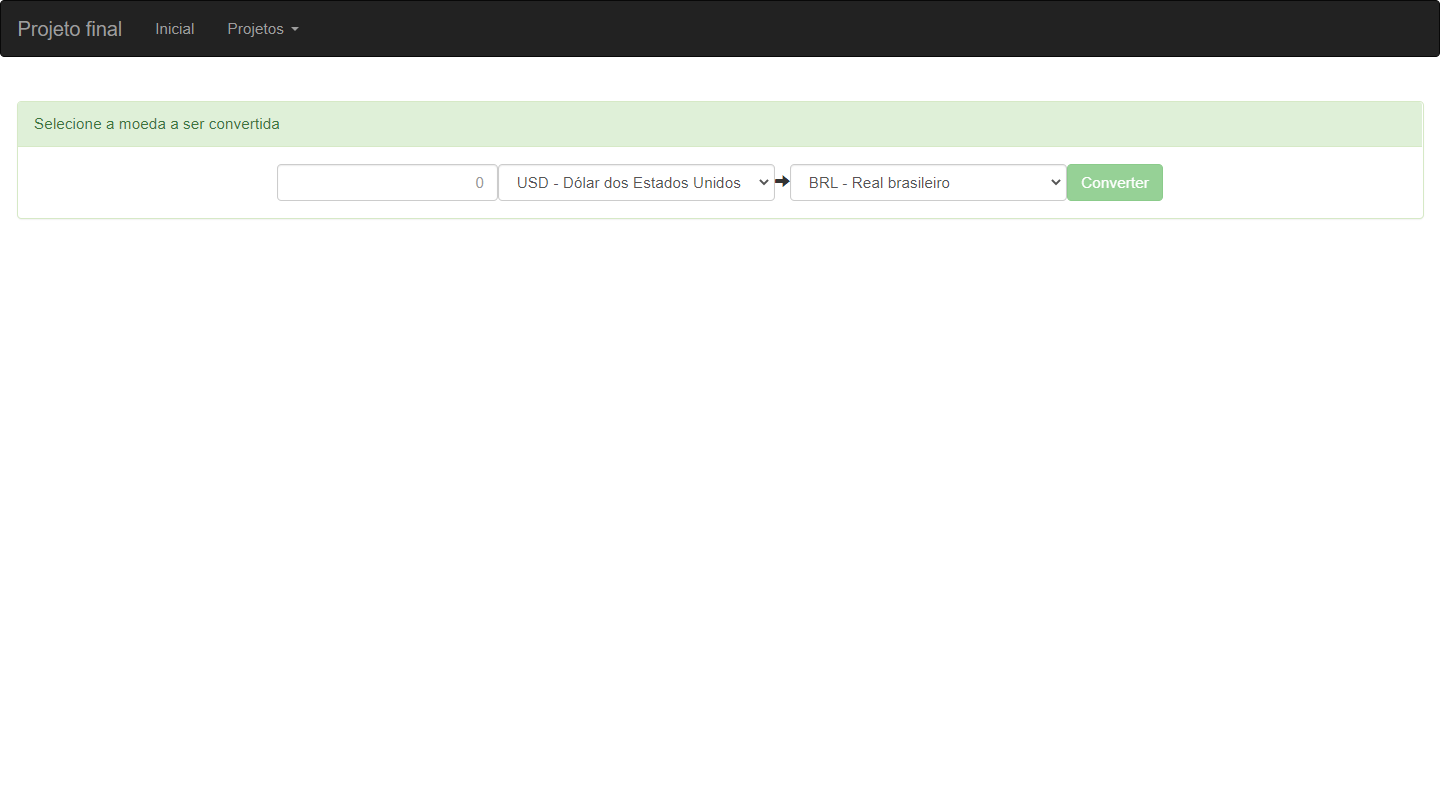 Projeto final Inicial Projetos
Selecione a moeda a ser convertida
0 USD - Dólar dos Estados Unidos BRL - Real brasileiro Converter